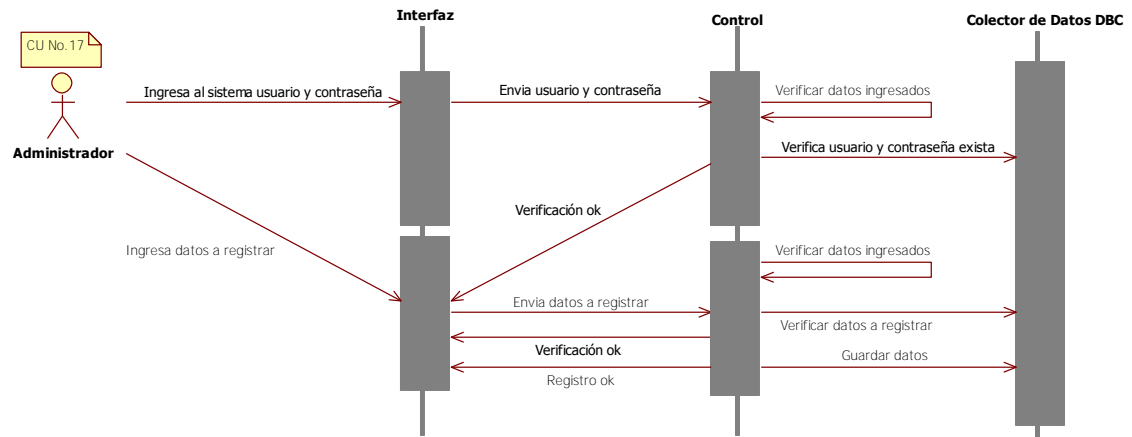 Interfaz
Control
Colector de Datos DBC
CU No.17
Ingresa al sistema usuario y contraseña
Envia usuario y contraseña
Verificar datos ingresados
Administrador
Verifica usuario y contraseña exista
Verificación ok
Ingresa datos a registrar
Verificar datos ingresados
Envia datos a registrar
Verificar datos a registrar
Verificación ok
Guardar datos
Registro ok